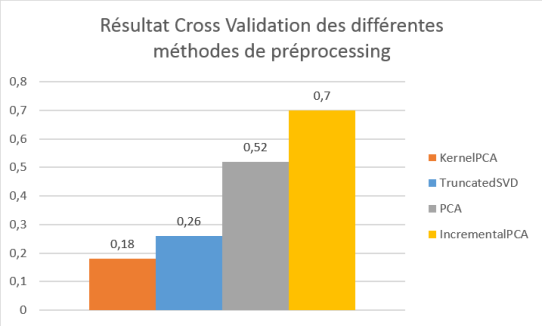 Résultat Cross Validation des différentes
méthodes de préprocessing
0,8
0,7
0,6
0,5
0,4
0,3
0,2
0,1
0
0,18
0,26
0,52
0,7
KernelPCA
TruncatedSVD
PCA
IncrementalPCA